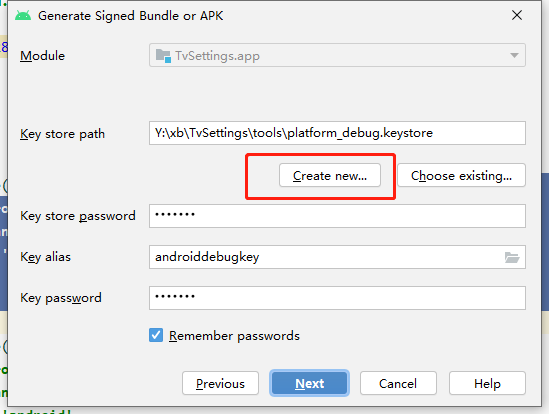 Generate Signed Bundle or APK
Module
TvSettings.app
Key store path
Y:\xb\TvSettings\tools\platform_debug.keystore
Create new...
Choose existing...
Key store password
•••••••
Key alias
androiddebugkey
Key password
•••••••
Remember passwords
Previous
Next
Cancel
Help